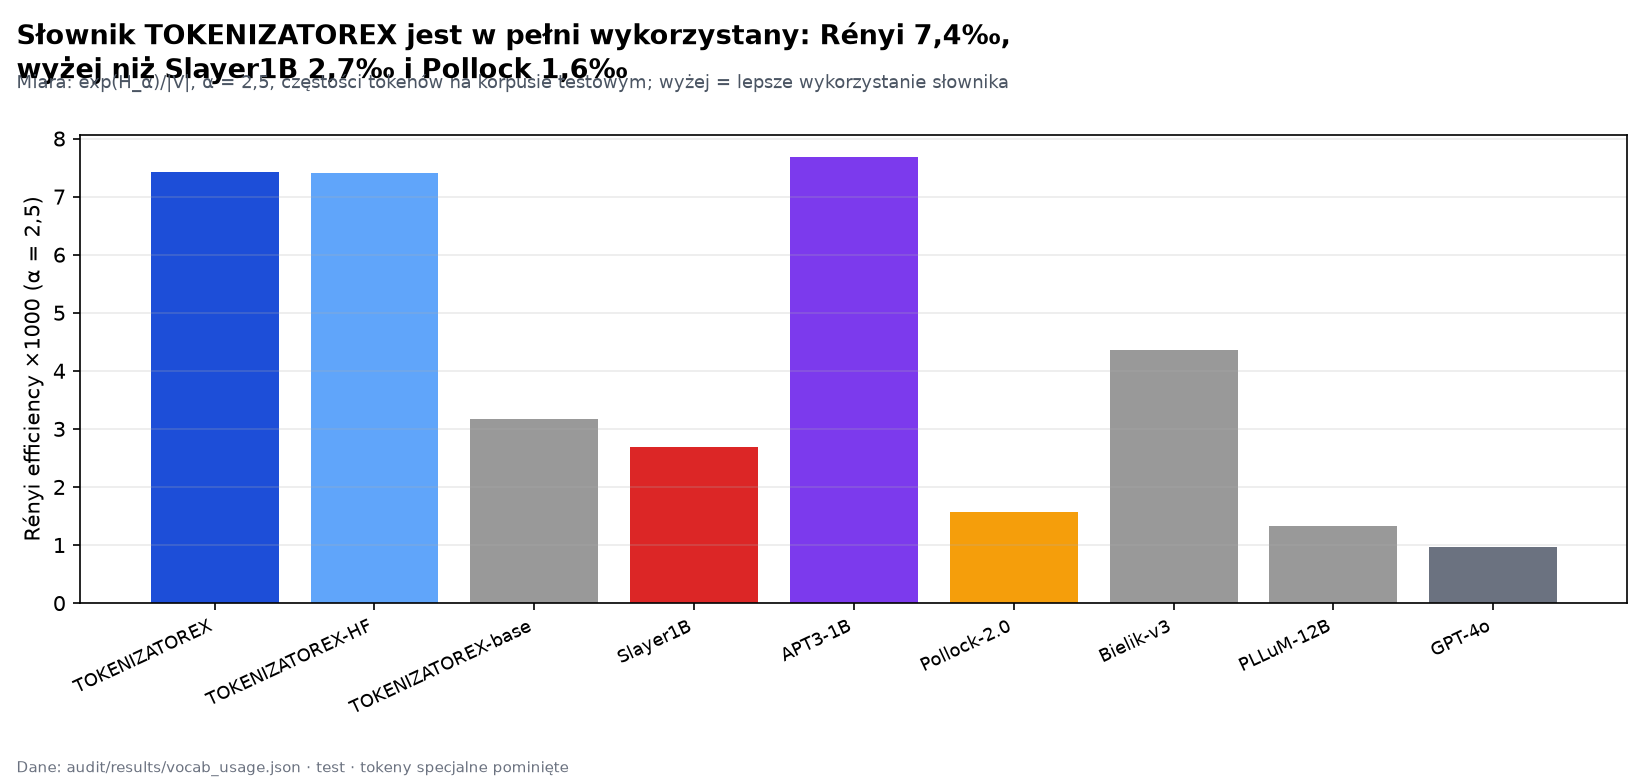 Słownik TOKENIZATOREX jest w pełni wykorzystany: Rényi 7,4‰,
wyżej niż Slayer1B 2,7‰ i Pollock 1,6‰
Miara: exp(H_α)/|V|, α = 2,5, częstości tokenów na korpusie testowym; wyżej = lepsze wykorzystanie słownika
Rényi efficiency ×1000 (α = 2,5)
8
7
6
5
4
3
2
1
0
TOKENIZATOREX
TOKENIZATOREX-HF
TOKENIZATOREX-base
Slayer1B
APT3-1B
Pollock-2.0
Bielik-v3
PLLuM-12B
GPT-4o
Dane: audit/results/vocab_usage.json · test · tokeny specjalne pominięte